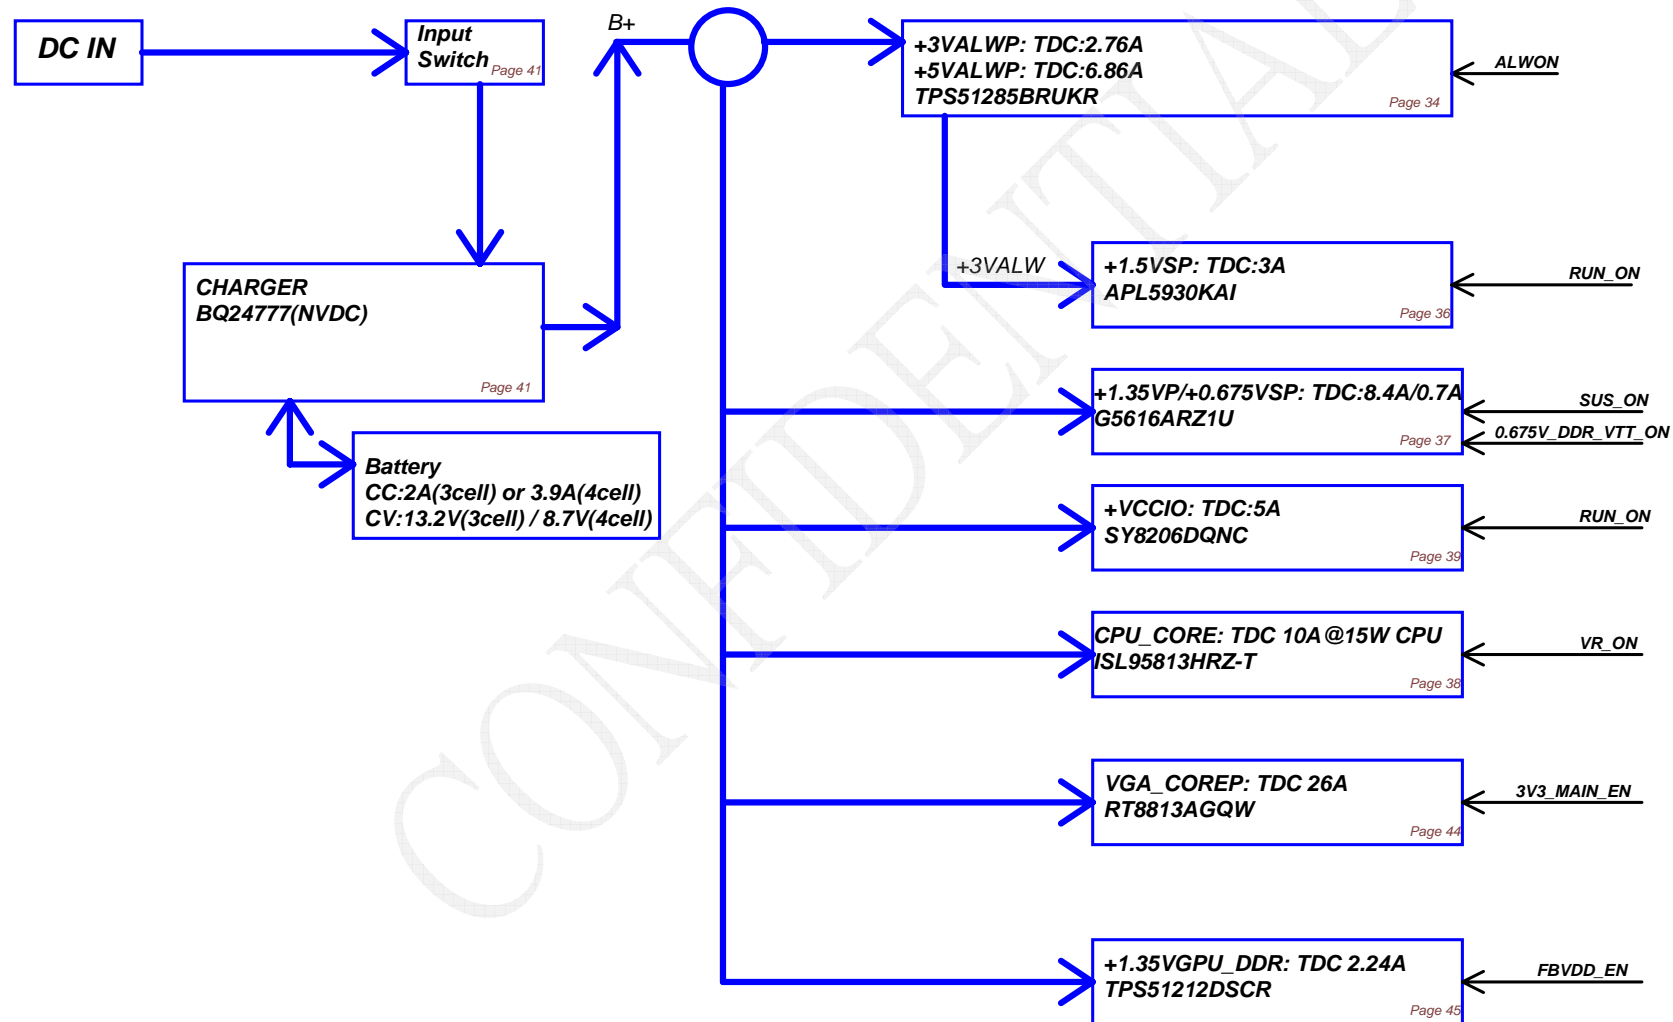 DC IN
Input
Switch
Page 41
B+
+3VALWP: TDC:2.76A
+5VALWP: TDC:6.86A
TPS51285BRUKR
Page 34
ALWON
CHARGER
BQ24777(NVDC)
Page 41
+3VALW
+1.5VSP: TDC:3A
APL5930KAI
Page 36
RUN_ON
Battery
CC:2A(3cell) or 3.9A(4cell)
CV:13.2V(3cell) / 8.7V(4cell)
+1.35VP/+0.675VSP: TDC:8.4A/0.7A
G5616ARZ1U
Page 37
SUS_ON
0.675V_DDR_VTT_ON
+VCCIO: TDC:5A
SY8206DQNC
Page 39
RUN_ON
CPU_CORE: TDC 10A@15W CPU
ISL95813HRZ-T
Page 38
VR_ON
VGA_COREP: TDC 26A
RT8813AGQW
Page 44
3V3_MAIN_EN
+1.35VGPU_DDR: TDC 2.24A
TPS51212DSCR
Page 45
FBVDD_EN
CONFIDENTIAL